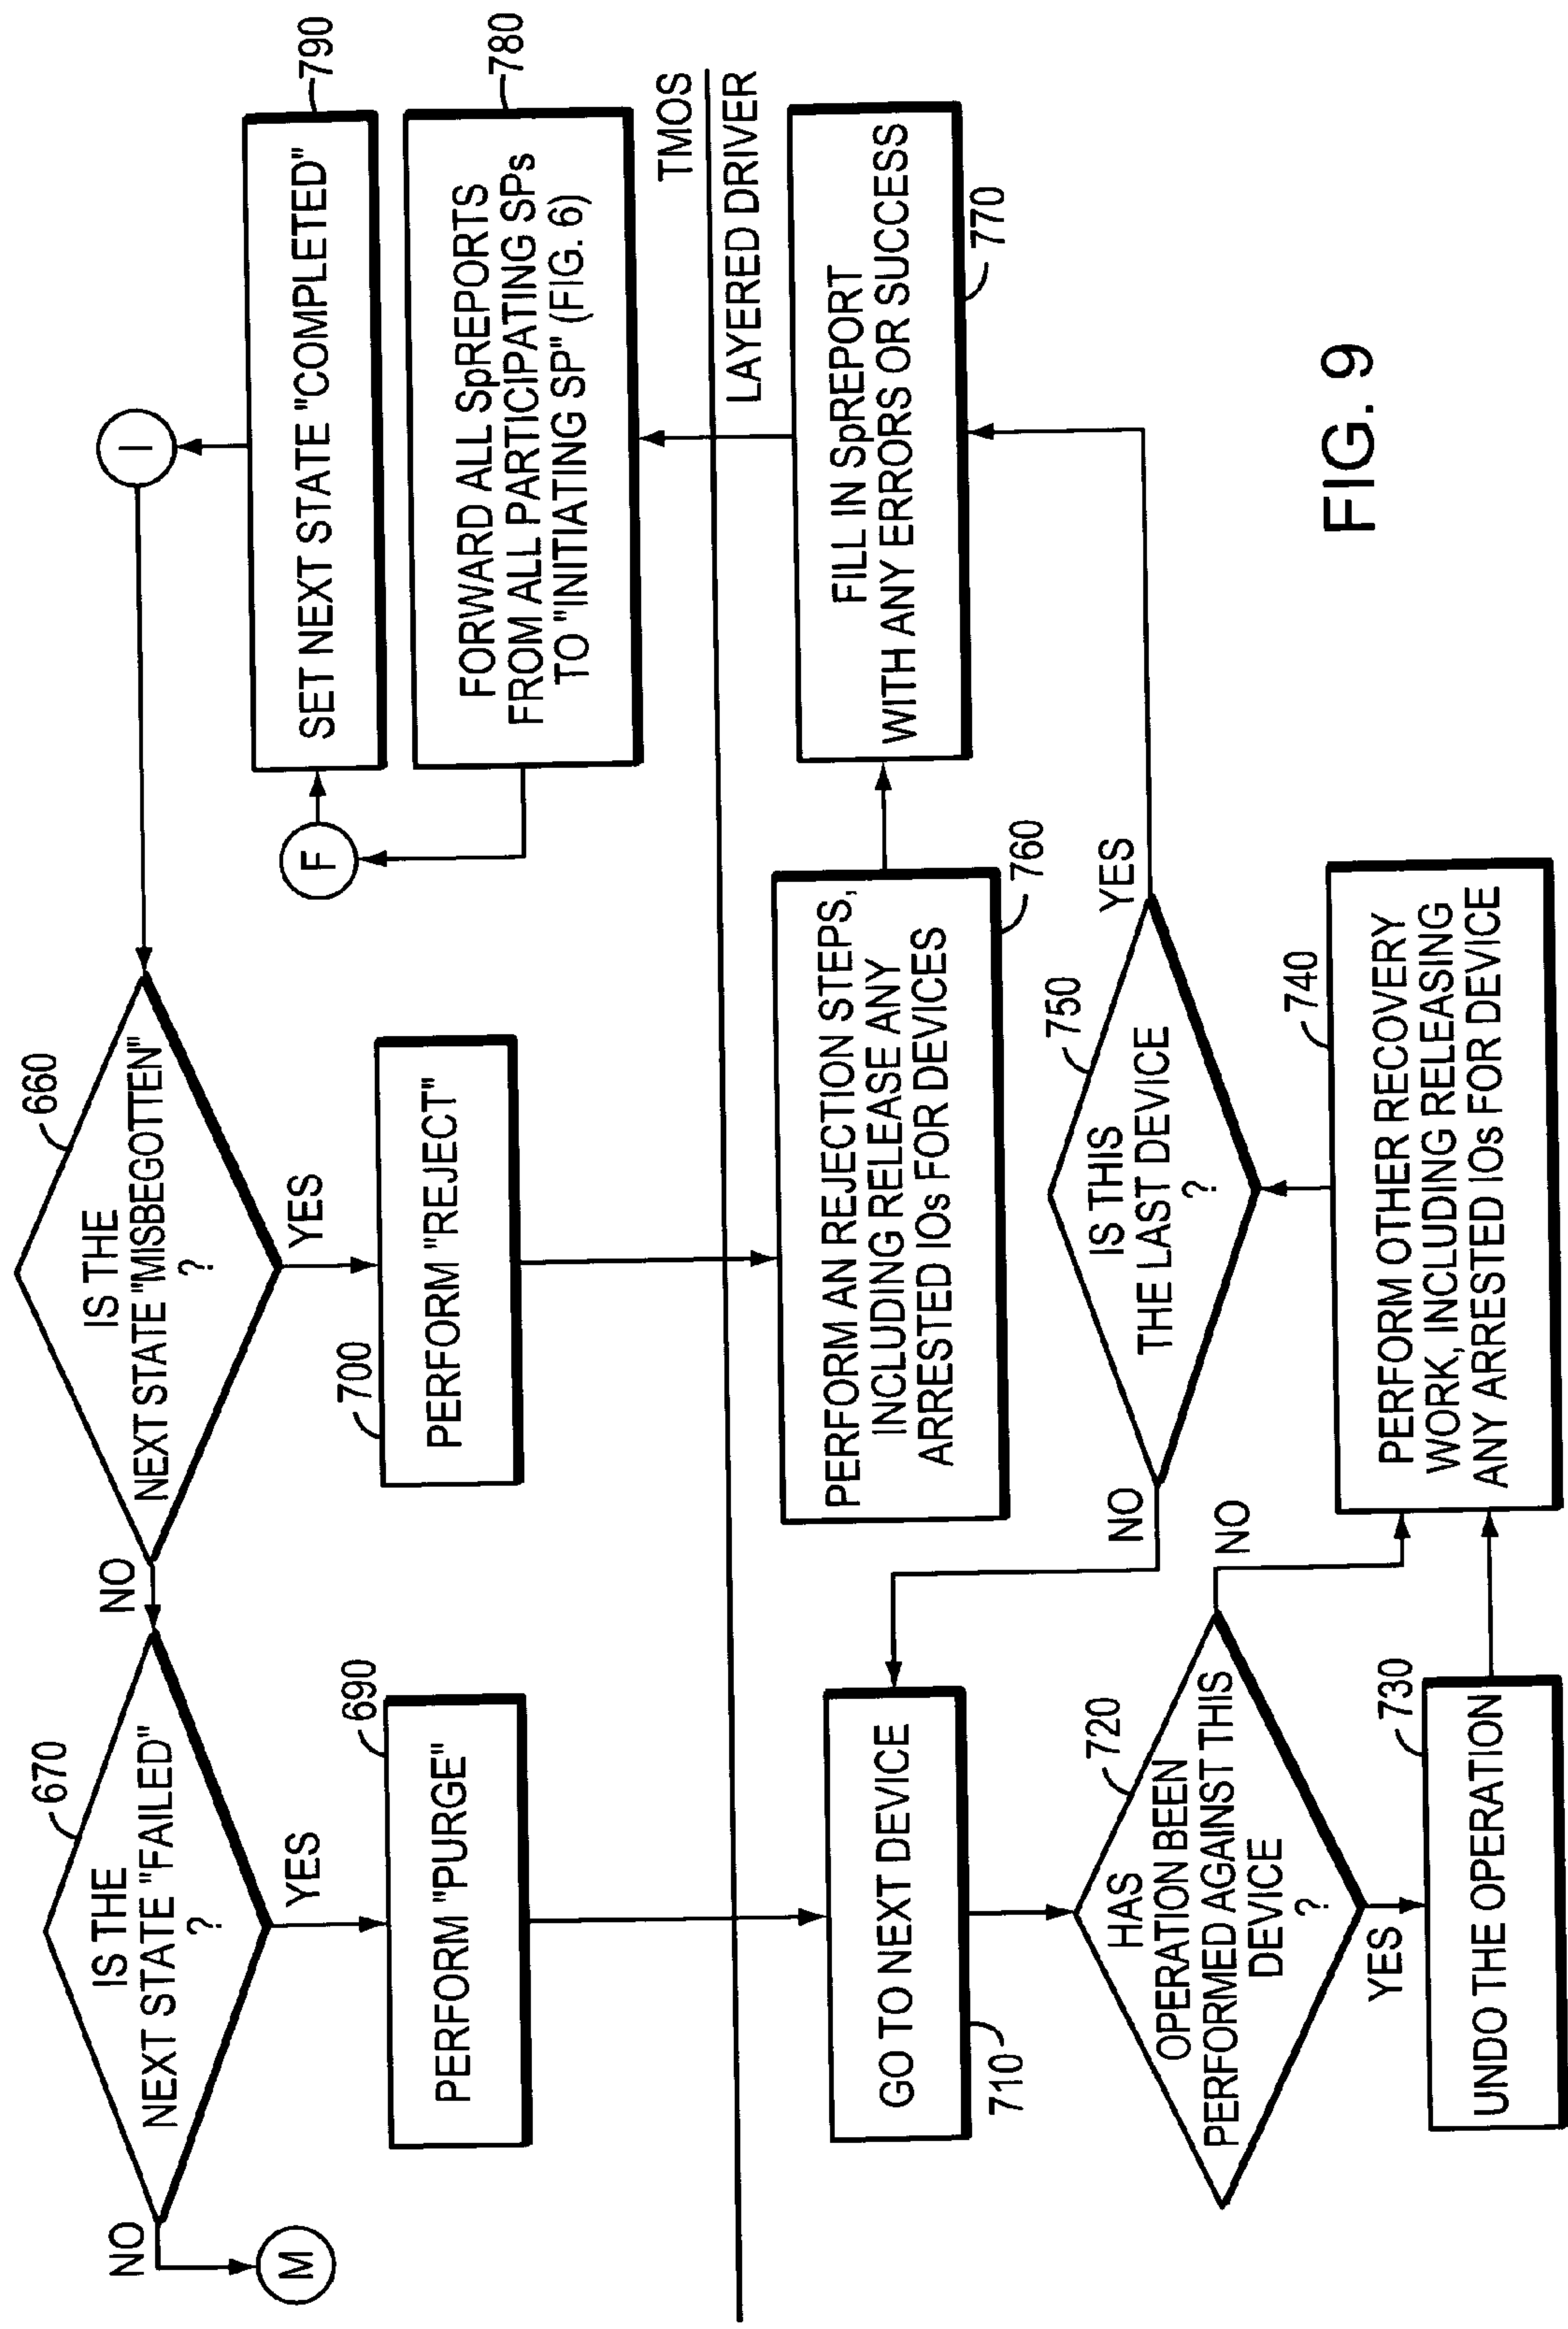 NO
M
IS THE
NEXT STATE "FAILED"
?
670
YES
NO
IS THE
NEXT STATE "MISBEGOTTEN"
?
660
YES
I
690
PERFORM "PURGE"
700
PERFORM "REJECT"
F
SET NEXT STATE "COMPLETED"
790
FORWARD ALL SpREPORTS
FROM ALL PARTICIPATING SPs
TO "INITIATING SP" (FIG. 6)
780
TMOS
LAYERED DRIVER
GO TO NEXT DEVICE
710
PERFORM AN REJECTION STEPS,
INCLUDING RELEASE ANY
ARRESTED IOs FOR DEVICES
760
FILL IN SpREPORT
WITH ANY ERRORS OR SUCCESS
770
HAS
OPERATION BEEN
PERFORMED AGAINST THIS
DEVICE
?
720
YES
NO
NO
IS THIS
THE LAST DEVICE
?
750
YES
730
UNDO THE OPERATION
740
PERFORM OTHER RECOVERY
WORK, INCLUDING RELEASING
ANY ARRESTED IOs FOR DEVICE
FIG. 9